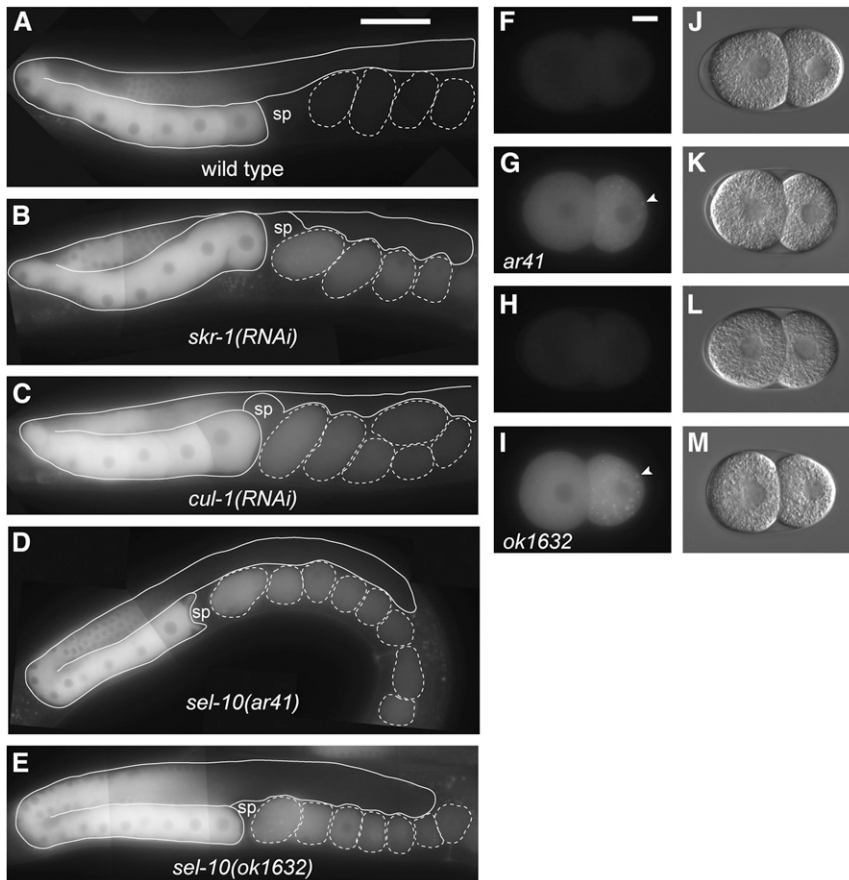 A
sp
wild type
B
sp
skr-1(RNAi)
C
sp
cul-1(RNAi)
D
sp
sel-10(ar41)
E
sp
sel-10(ok1632)
F
J
G
ar41
K
H
L
I
ok1632
M